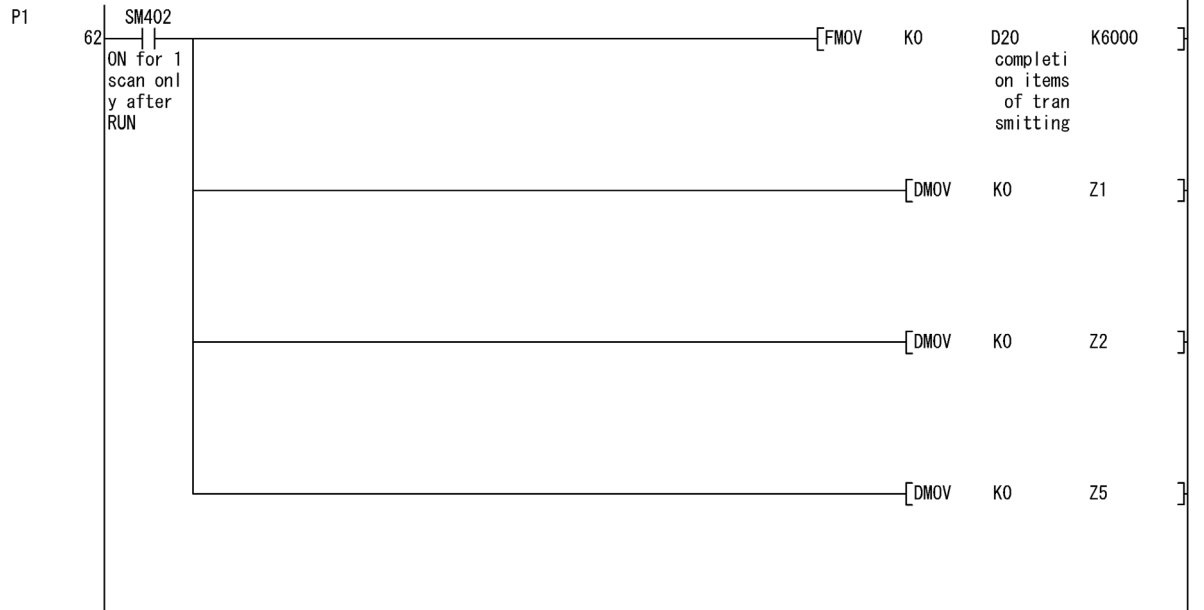 P1
SM402
62
[FMOV K0 D20 K6000 ]
ON for 1
scan onl
y after
RUN
completi
on items
of tran
smitting
[DMOV K0 Z1 ]
[DMOV K0 Z2 ]
[DMOV K0 Z5 ]